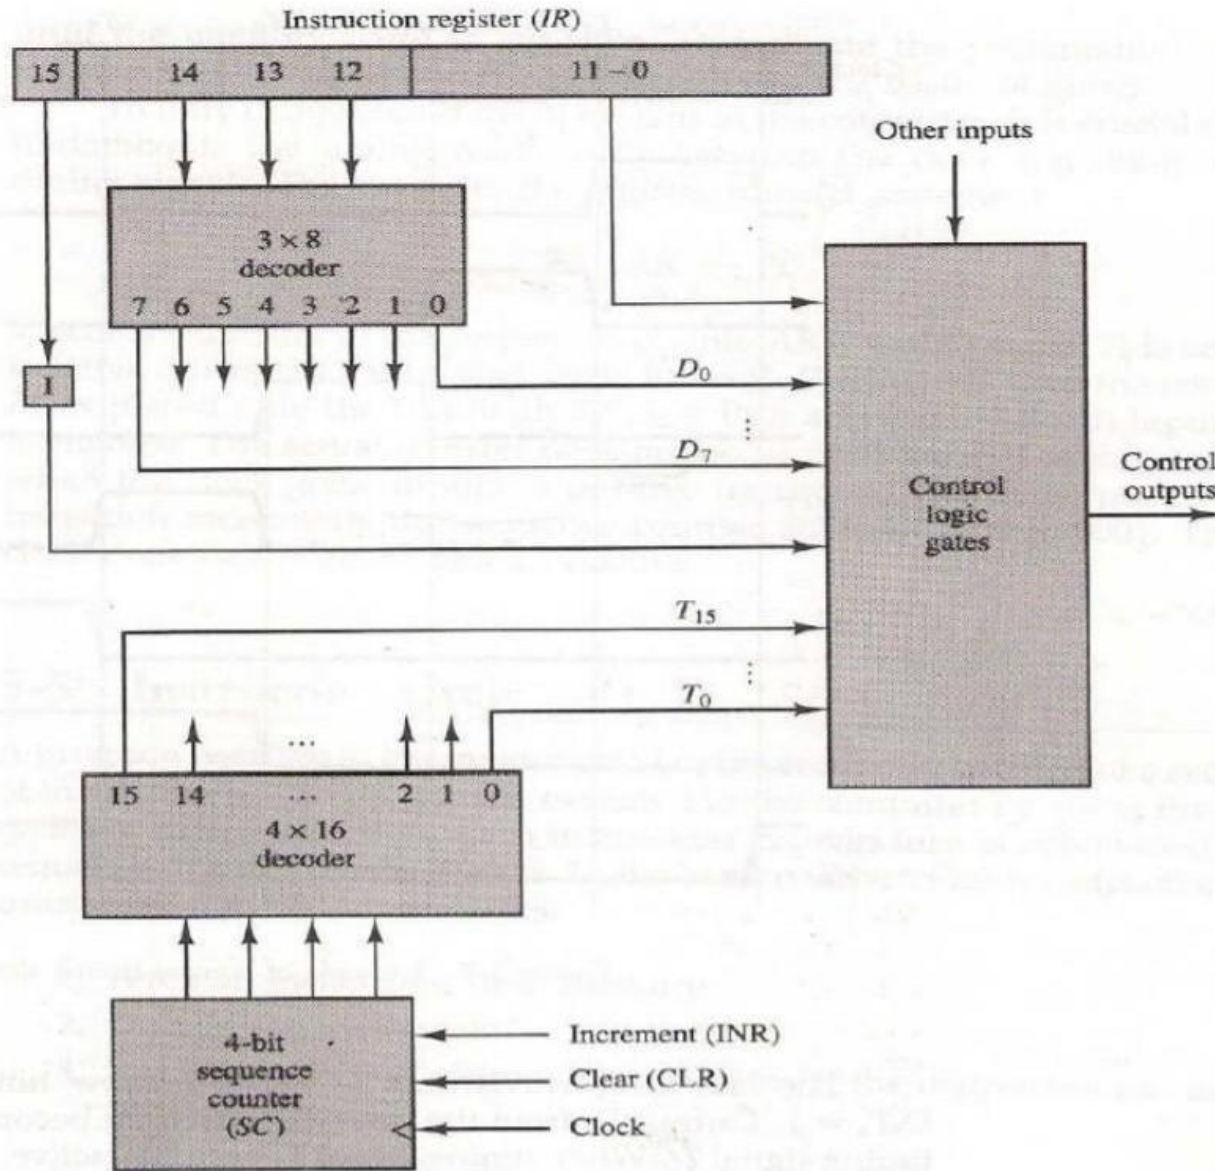 Instruction register (IR)
15 14 13 12 11 – 0
Other inputs
3 × 8
decoder
7 6 5 4 3 2 1 0
I
D0
⋮
D7
Control
logic
gates
Control
outputs
T15
⋮
T0
...
15 14 ... 2 1 0
4 × 16
decoder
4-bit
sequence
counter
(SC)
Increment (INR)
Clear (CLR)
Clock